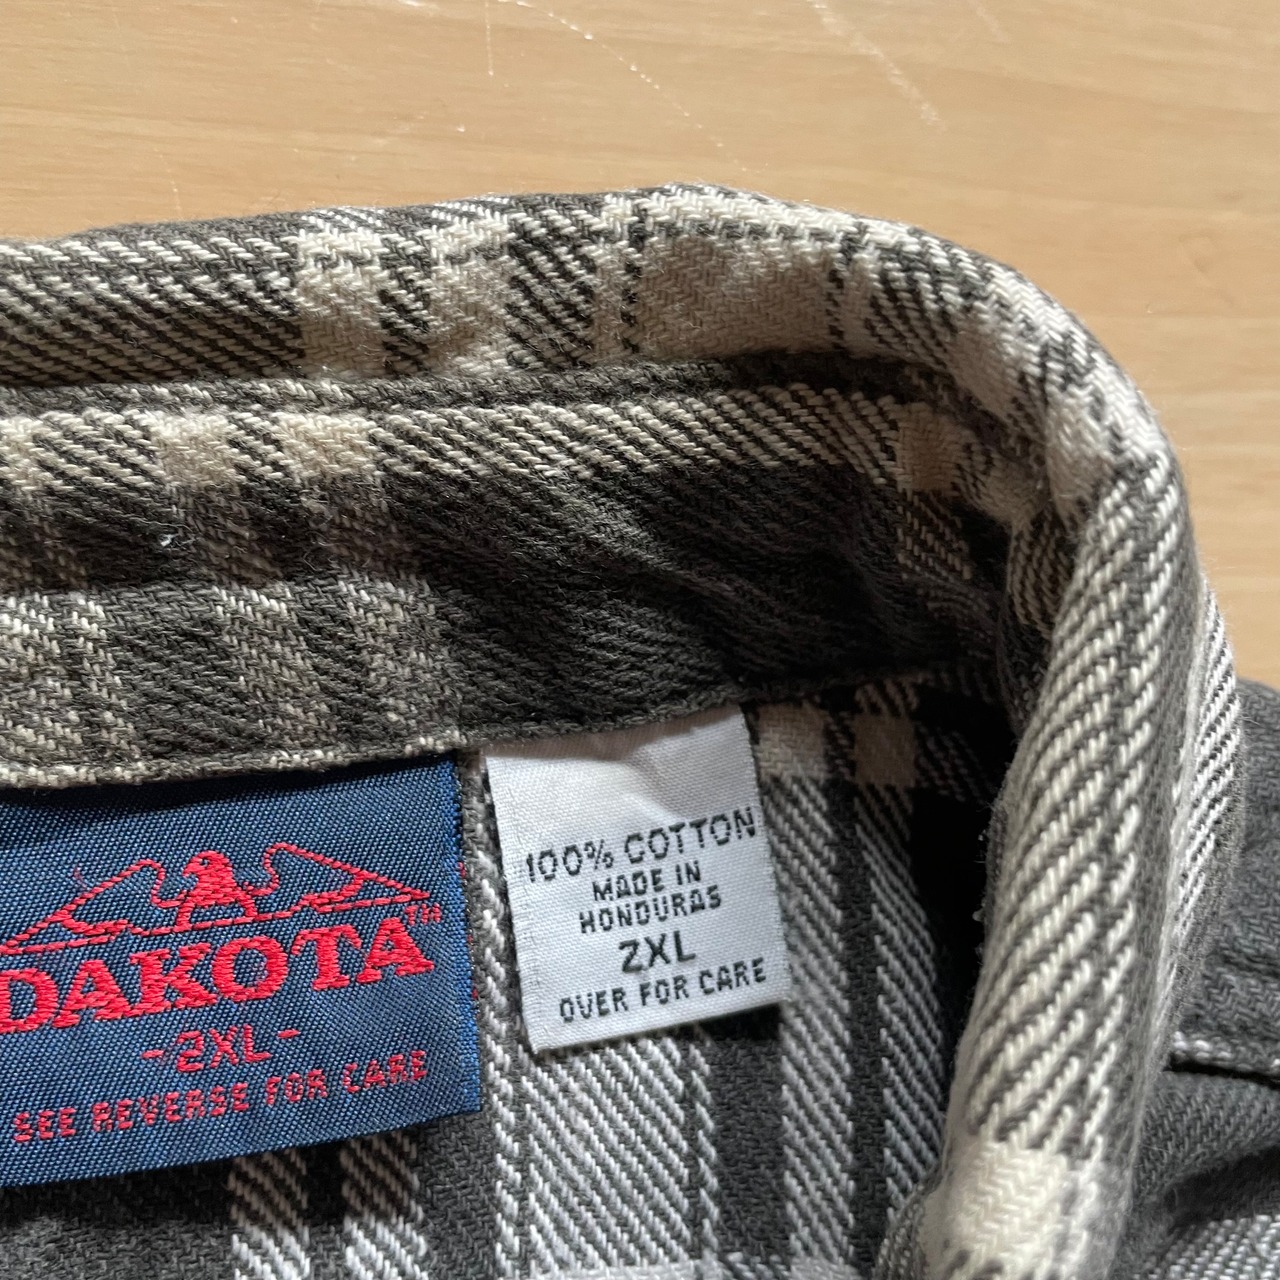 DAKOTA™
-2XL-
SEE REVERSE FOR CARE
100% COTTON
MADE IN
HONDURAS
2XL
OVER FOR CARE